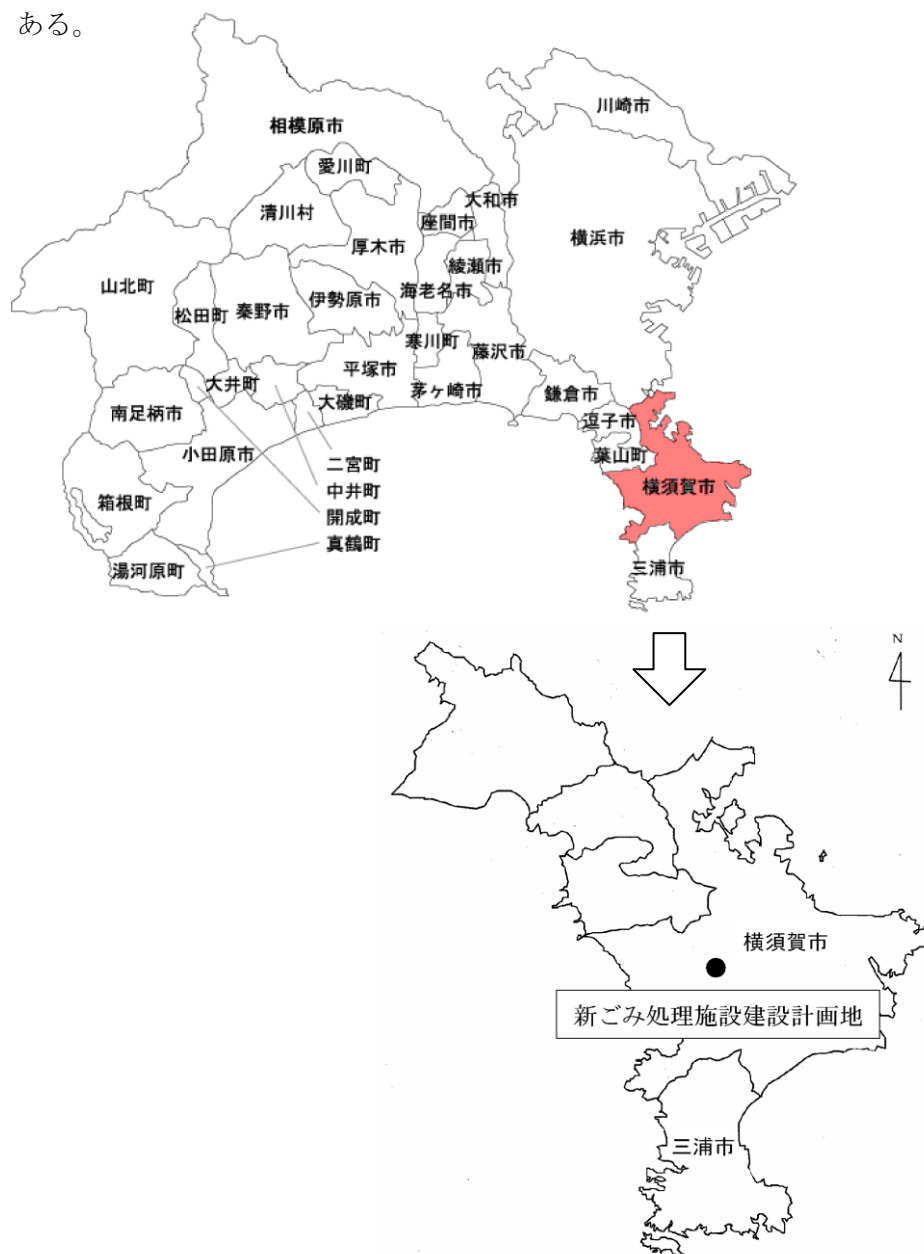 ある。
川崎市
相模原市
愛川町
大和市
清川村
座間市
横浜市
厚木市
綾瀬市
山北町
海老名市
伊勢原市
松田町
秦野市
寒川町
藤沢市
平塚市
大井町
鎌倉市
茅ヶ崎市
大磯町
南足柄市
逗子市
小田原市
葉山町
二宮町
横須賀市
中井町
箱根町
開成町
真鶴町
湯河原町
三浦市
N
横須賀市
新ごみ処理施設建設計画地
三浦市